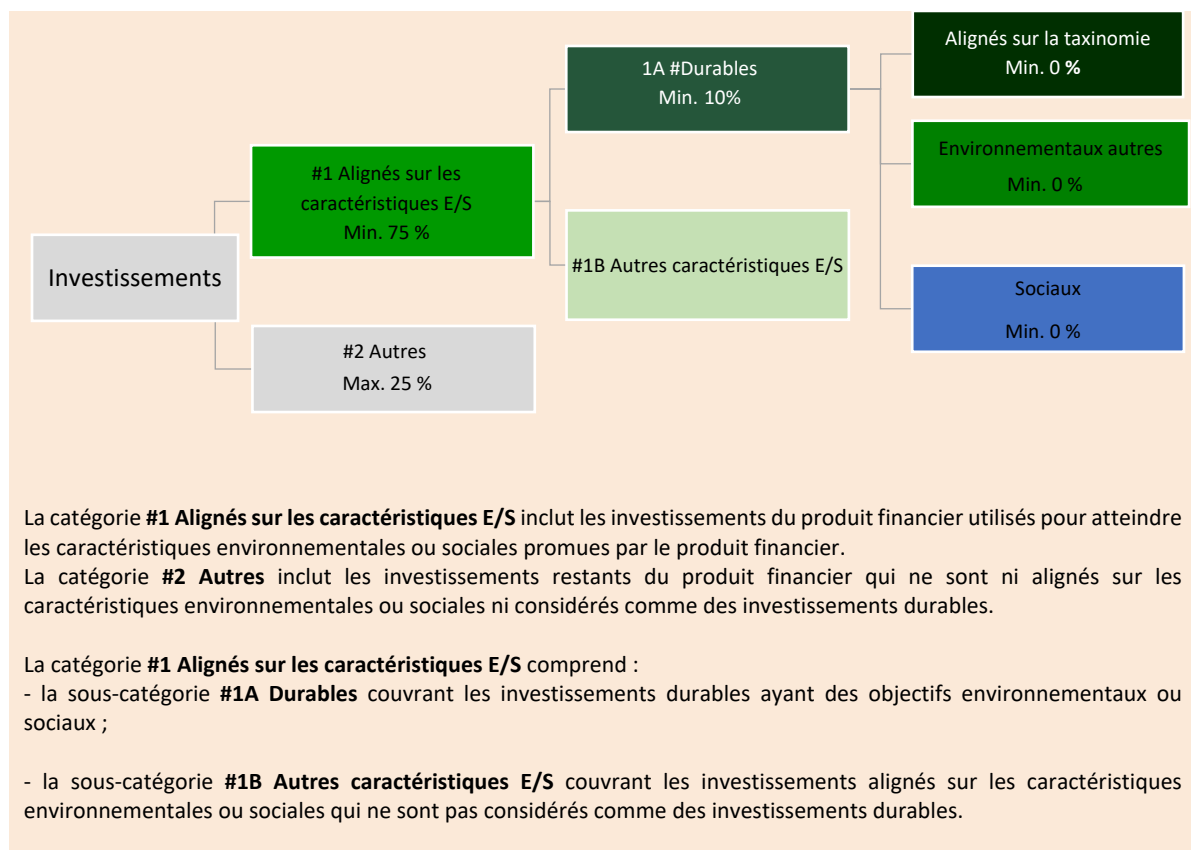 Investissements
#1 Alignés sur les
caractéristiques E/S
Min. 75 %
#2 Autres
Max. 25 %
1A #Durables
Min. 10%
#1B Autres caractéristiques E/S
Alignés sur la taxinomie
Min. 0 %
Environmentaux autres
Min. 0 %
Sociaux
Min. 0 %
La catégorie #1 Alignés sur les caractéristiques E/S inclut les investissements du produit financier utilisés pour atteindre
les caractéristiques environnementales ou sociales promues par le produit financier.
La catégorie #2 Autres inclut les investissements restants du produit financier qui ne sont ni alignés sur les
caractéristiques environnementales ou sociales ni considérés comme des investissements durables.
La catégorie #1 Alignés sur les caractéristiques E/S comprend :
- la sous-catégorie #1A Durables couvrant les investissements durables ayant des objectifs environnementaux ou
sociaux ;
- la sous-catégorie #1B Autres caractéristiques E/S couvrant les investissements alignés sur les caractéristiques
environnementales ou sociales qui ne sont pas considérés comme des investissements durables.